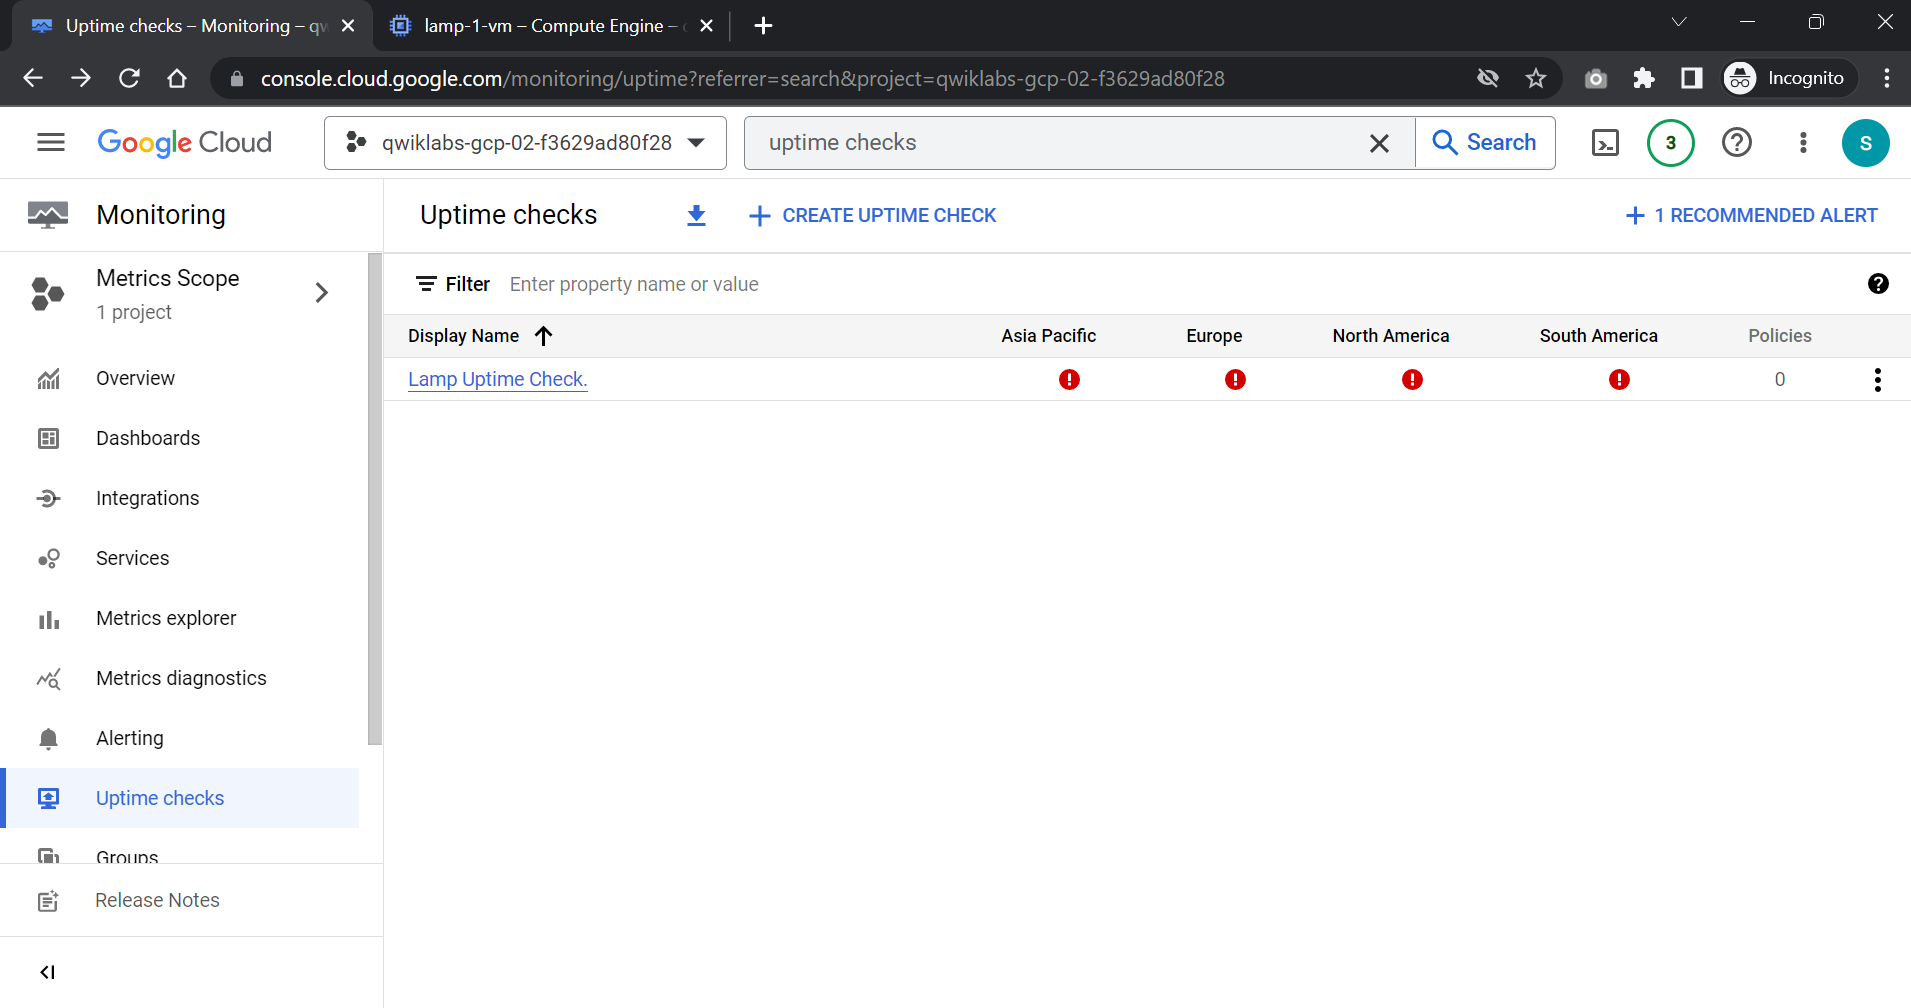 Uptime checks – Monitoring – qw
lamp-1-vm – Compute Engine –
console.cloud.google.com/monitoring/uptime?referrer=search&project=qwiklabs-gcp-02-f3629ad80f28
Incognito
Google Cloud
qwiklabs-gcp-02-f3629ad80f28
uptime checks
Search
3
S
Monitoring
Uptime checks
CREATE UPTIME CHECK
1 RECOMMENDED ALERT
Metrics Scope
1 project
Filter Enter property name or value
Display Name Asia Pacific Europe North America South America Policies
Lamp Uptime Check. 0
Overview
Dashboards
Integrations
Services
Metrics explorer
Metrics diagnostics
Alerting
Uptime checks
Groups
Release Notes